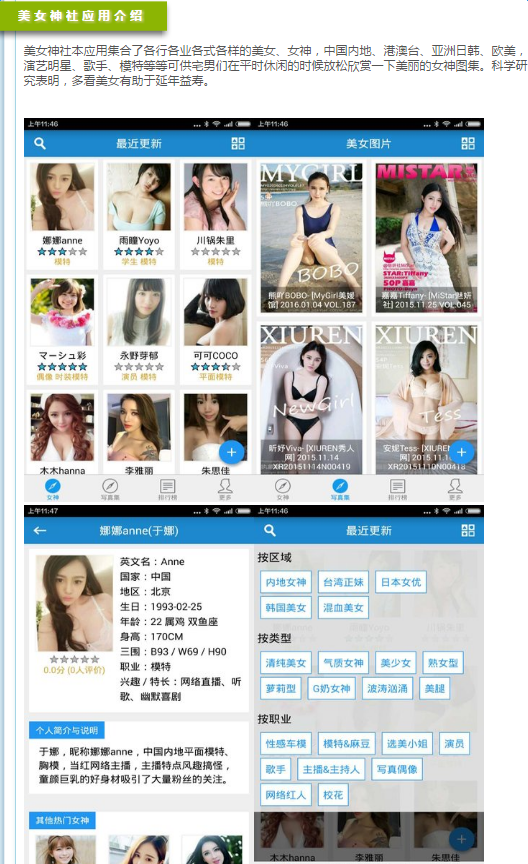 美女神社应用介绍
美女神社本应用集合了各行各业各式各样的美女、女神，中国内地、港澳台、亚洲日韩、欧美，
演艺明星、歌手、模特等等可供宅男们在平时休闲的时候放松欣赏一下美丽的女神图集。科学研
究表明，多看美女有助于延年益寿。
上午11:46
最近更新
娜娜anne
雨瞳Yoyo
川锅朱里
模特
学生 模特
模特
マーシュ彩
永野芽郁
可可COCO
偶像 时装模特
演员 模特
平面模特
木木hanna
李雅丽
朱思佳
女神
写真集
排行榜
更多
上午11:46
美女图片
MYGIRL
BOBO
熊吖BOBO- [MyGirl美媛
馆] 2016.01.04 VOL.187
MISTAR
嘉嘉Tiffany- [MiStar魅妍
社] 2015.11.25 VOL.045
XIUREN
NewGirl
昕妤Viva- [XIUREN秀人
网] 2015.11.14
XR20151114N00419
XIUREN
Tess
安妮Tess- [XIUREN秀人
女神
写真集
排行榜
更多
上午11:47
娜娜anne(于娜)
英文名：Anne
国家：中国
地区：北京
生日：1993-02-25
年龄：22 属鸡 双鱼座
身高：170CM
三围：B93 / W69 / H90
职业：模特
兴趣 / 特长：网络直播、听
歌、幽默喜剧
0.0分 (0人评价)
个人简介与说明
于娜，昵称娜娜anne，中国内地平面模特、
胸模，当红网络主播，主播特点风趣搞怪，
童颜巨乳的好身材吸引了大量粉丝的关注。
其他热门女神
上午11:46
最近更新
按区域
内地女神 台湾正妹 日本女优
韩国美女 混血美女
按类型
清纯美女 气质女神 美少女 熟女型
萝莉型 G奶女神 波涛汹涌 美腿
按职业
性感车模 模特&麻豆 选美小姐 演员
歌手 主播&主持人 写真偶像
网络红人 校花
木木hanna
李雅丽
朱思佳